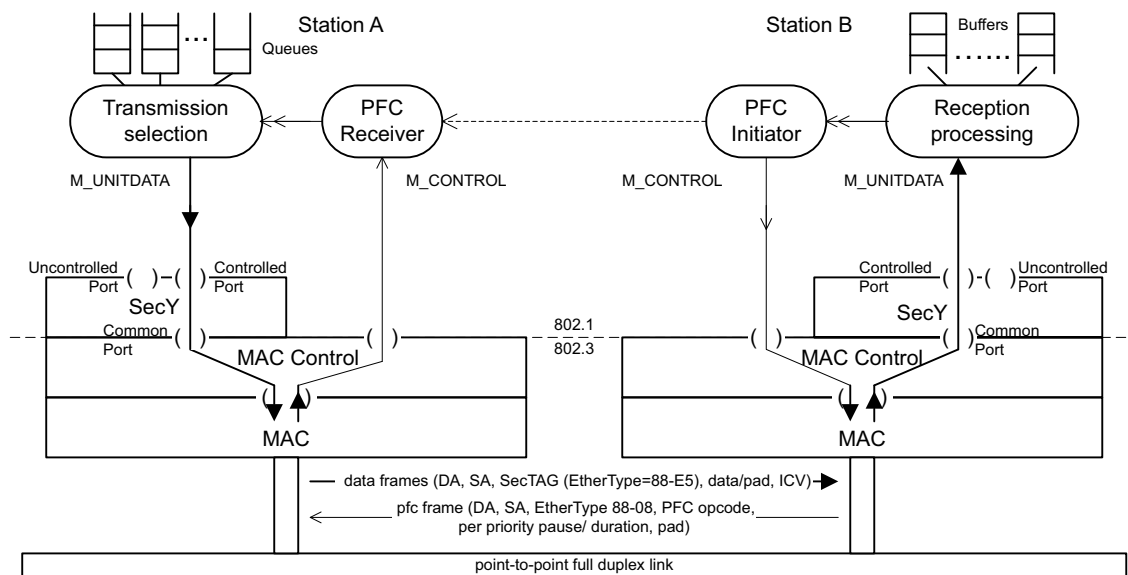 Station A
Station B
Queues
...
Buffers
......
Transmission
selection
PFC
Receiver
PFC
Initiator
Reception
processing
M_UNITDATA
M_CONTROL
M_CONTROL
M_UNITDATA
Uncontrolled
Port
( ) – ( )
Controlled
Port
Controlled
Port
( ) - ( )
Uncontrolled
Port
SecY
SecY
Common
Port
( )
( )
802.1
802.3
( )
( )
Common
Port
MAC Control
MAC Control
( )
( )
MAC
MAC
data frames (DA, SA, SecTAG (EtherType=88-E5), data/pad, ICV)
pfc frame (DA, SA, EtherType 88-08, PFC opcode,
per priority pause/ duration, pad)
point-to-point full duplex link